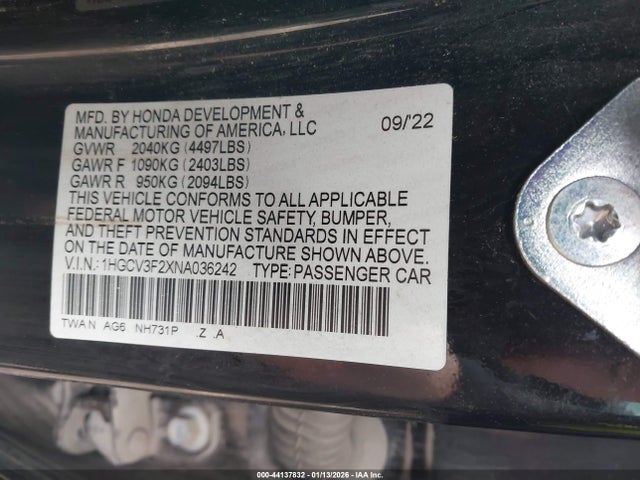 MFD. BY HONDA DEVELOPMENT &
MANUFACTURING OF AMERICA, LLC 09/'22
GVWR 2040KG (4497LBS)
GAWR F 1090KG (2403LBS)
GAWR R 950KG (2094LBS)
THIS VEHICLE CONFORMS TO ALL APPLICABLE
FEDERAL MOTOR VEHICLE SAFETY, BUMPER,
AND THEFT PREVENTION STANDARDS IN EFFECT
ON THE DATE OF MANUFACTURE SHOWN ABOVE.
V.I.N.:1HGCV3F2XNA036242 TYPE:PASSENGER CAR
TWA N AG6 NH731P .Z .A
000-44137832 - 01/13/2026 - IAA Inc.